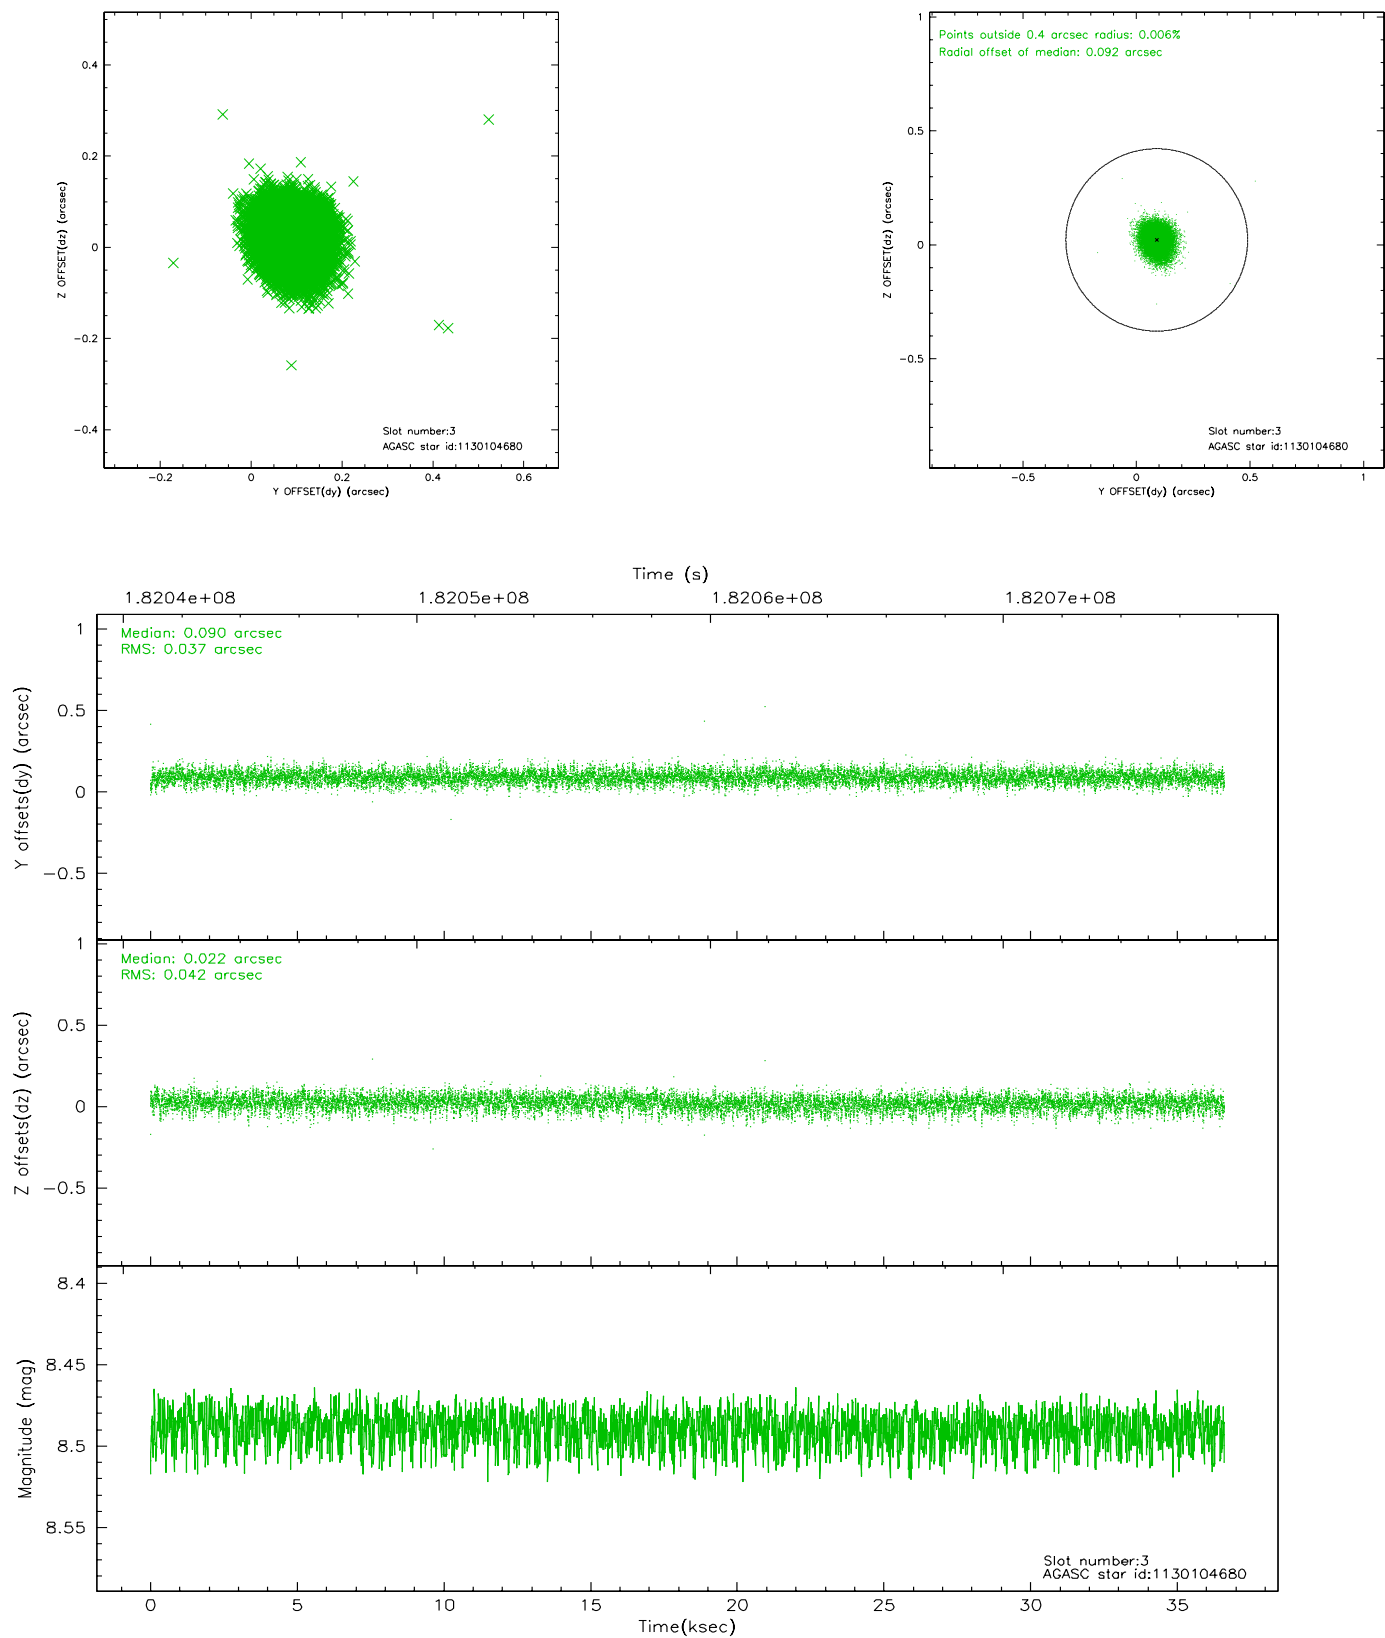 0.4
0.2
0
−0.2
−0.4
Z OFFSET(dz) (arcsec)
Slot number:3
AGASC star id:1130104680
−0.2
0
0.2
0.4
0.6
Y OFFSET(dy) (arcsec)
Points outside 0.4 arcsec radius: 0.006%
Radial offset of median: 0.092 arcsec
1
0.5
0
−0.5
Z OFFSET(dz) (arcsec)
Slot number:3
AGASC star id:1130104680
−0.5
0
0.5
1
Y OFFSET(dy) (arcsec)
Time (s)
1.8204e+08
1.8205e+08
1.8206e+08
1.8207e+08
Median: 0.090 arcsec
RMS: 0.037 arcsec
1
0.5
0
−0.5
Y offsets(dy) (arcsec)
Median: 0.022 arcsec
RMS: 0.042 arcsec
1
0.5
0
−0.5
Z offsets(dz) (arcsec)
8.4
8.45
8.5
8.55
Magnitude (mag)
Slot number:3
AGASC star id:1130104680
0
5
10
15
20
25
30
35
Time(ksec)